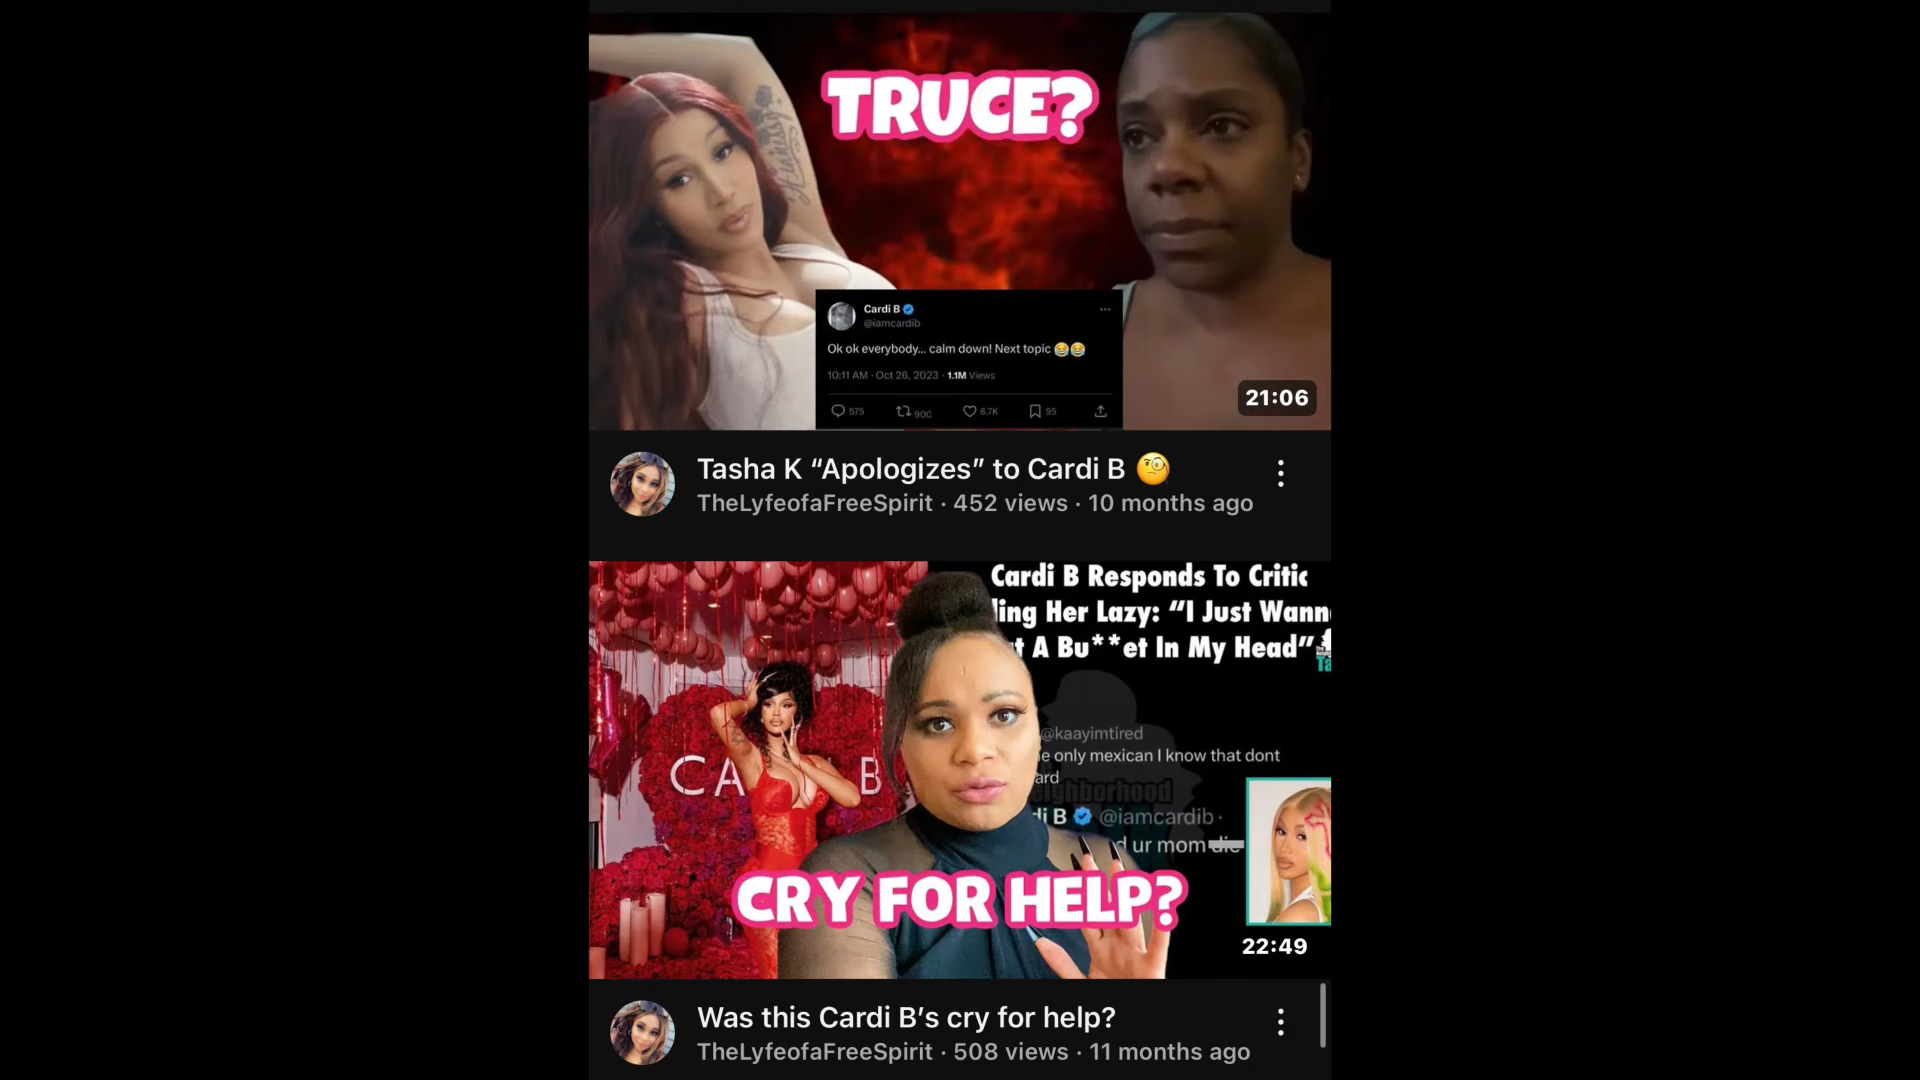 TRUCE?
Cardi B
@iamcardib
Ok ok everybody... calm down! Next topic 😂😂
10:11 AM · Oct 26, 2023 · 1.1M Views
575 900 8.7K 95
21:06
Tasha K “Apologizes” to Cardi B 🧐
TheLyfeofaFreeSpirit · 452 views · 10 months ago
Cardi B Responds To Critic
ling Her Lazy: “I Just Wann
t A Bu**et In My Head”
@kaayimtired
e only mexican I know that dont
ard
eighborhood
CA B
di B @iamcardib ·
d ur mom die
CRY FOR HELP?
22:49
Was this Cardi B’s cry for help?
TheLyfeofaFreeSpirit · 508 views · 11 months ago